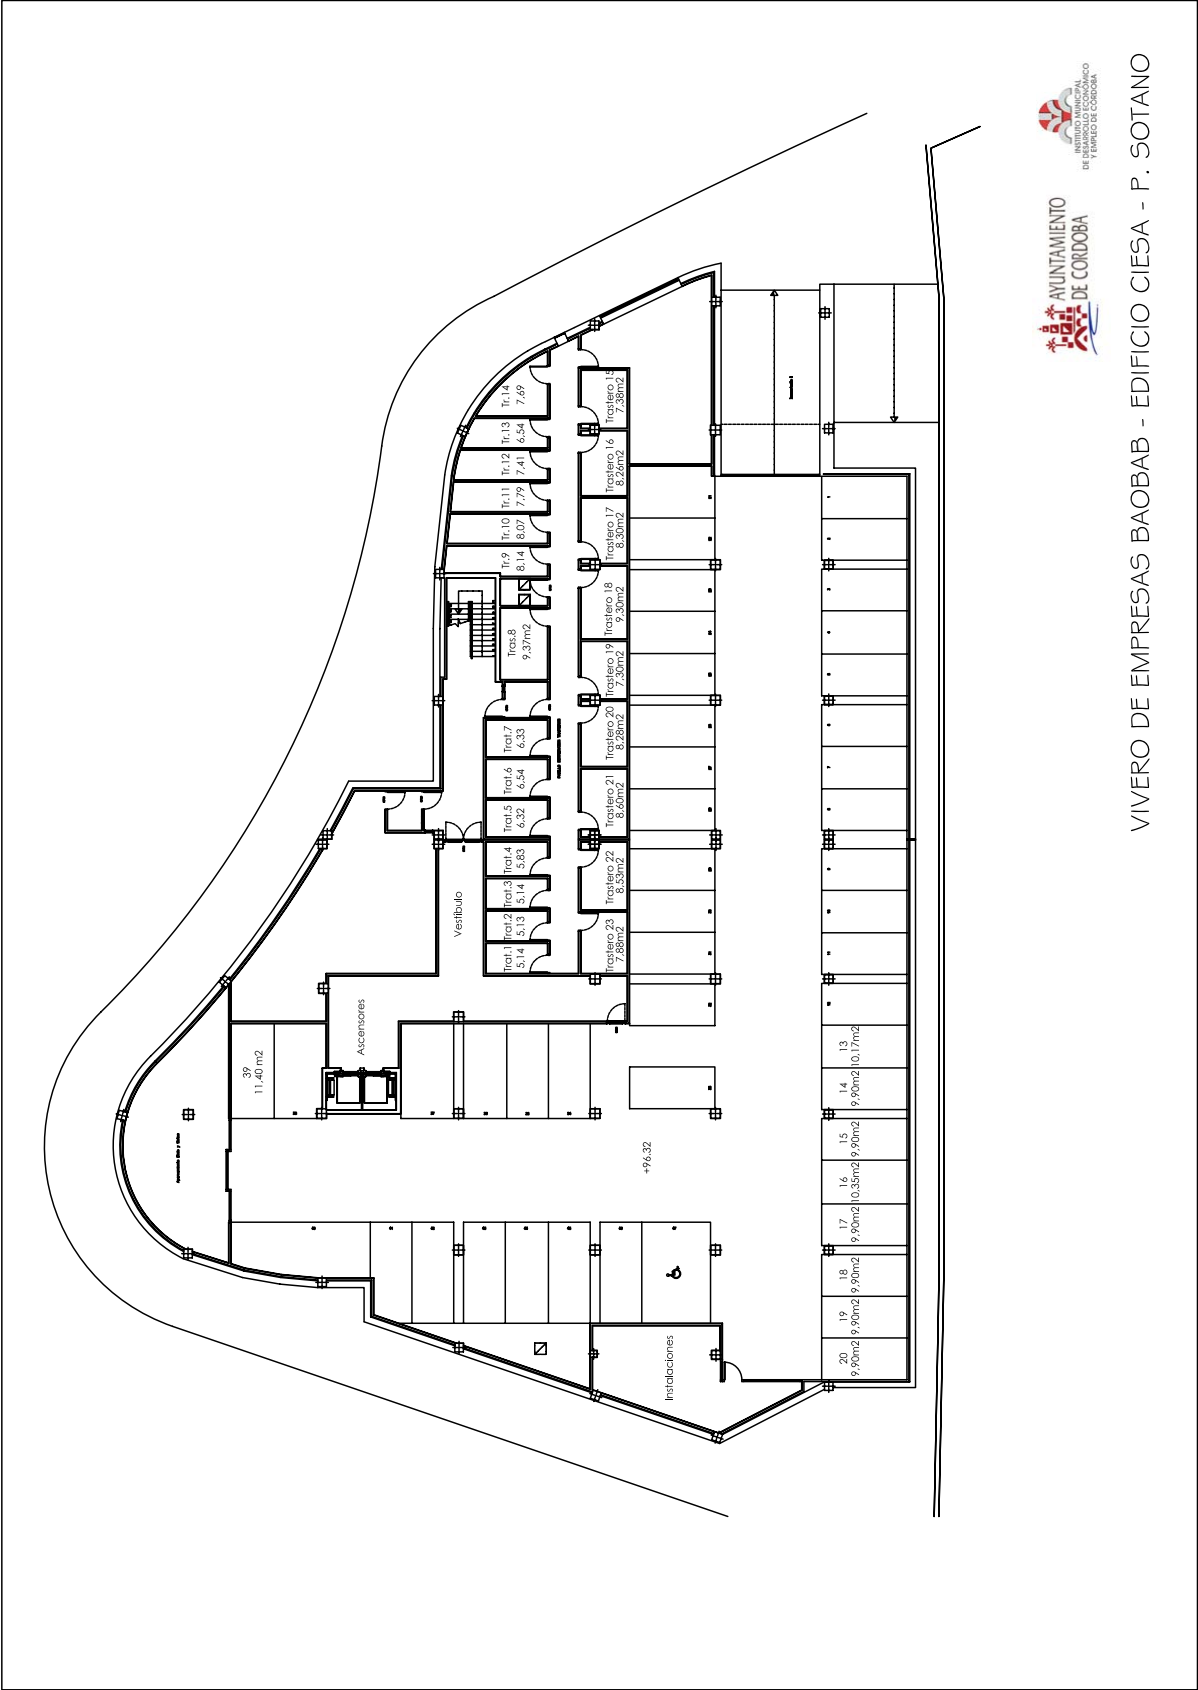 VIVERO DE EMPRESAS BAOBAB - EDIFICIO CIESA - P. SOTANO
AYUNTAMIENTO
DE CORDOBA
INSTITUTO MUNICIPAL
DE DESARROLLO ECONÓMICO
Y EMPLEO DE CÓRDOBA
39
11,40 m2
Ascensores
Vestíbulo
Trat.1
5,14
Trat.2
5,13
Trat.3
5,14
Trat.4
5,83
Trat.5
6,32
Trat.6
6,54
Trat.7
6,33
Tras.8
9,37m2
Tr.9
8,14
Tr.10
8,07
Tr.11
7,79
Tr.12
7,41
Tr.13
6,54
Tr.14
7,69
Trastero 23
7,88m2
Trastero 22
8,53m2
Trastero 21
8,60m2
Trastero 20
8,28m2
Trastero 19
7,30m2
Trastero 18
9,30m2
Trastero 17
8,30m2
Trastero 16
8,26m2
Trastero 15
7,38m2
+96,32
Instalaciones
20
9,90m2
19
9,90m2
18
9,90m2
17
9,90m2
16
10,35m2
15
9,90m2
14
9,90m2
13
10,17m2